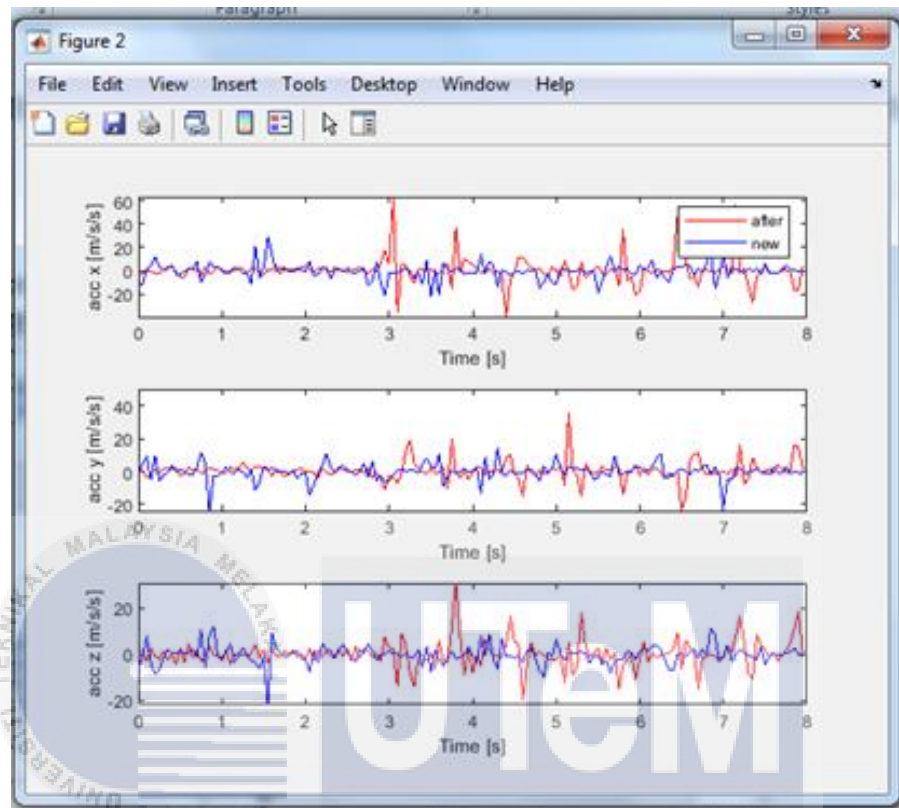 Paragraph
Styles
Figure 2
File Edit View Insert Tools Desktop Window Help
60
40
20
0
-20
acc x [m/s/s]
after
new
0 1 2 3 4 5 6 7 8
Time [s]
40
20
0
-20
acc y [m/s/s]
0 1 2 3 4 5 6 7 8
Time [s]
20
0
-20
acc z [m/s/s]
0 1 2 3 4 5 6 7 8
Time [s]
MALAYSIA
UTeM